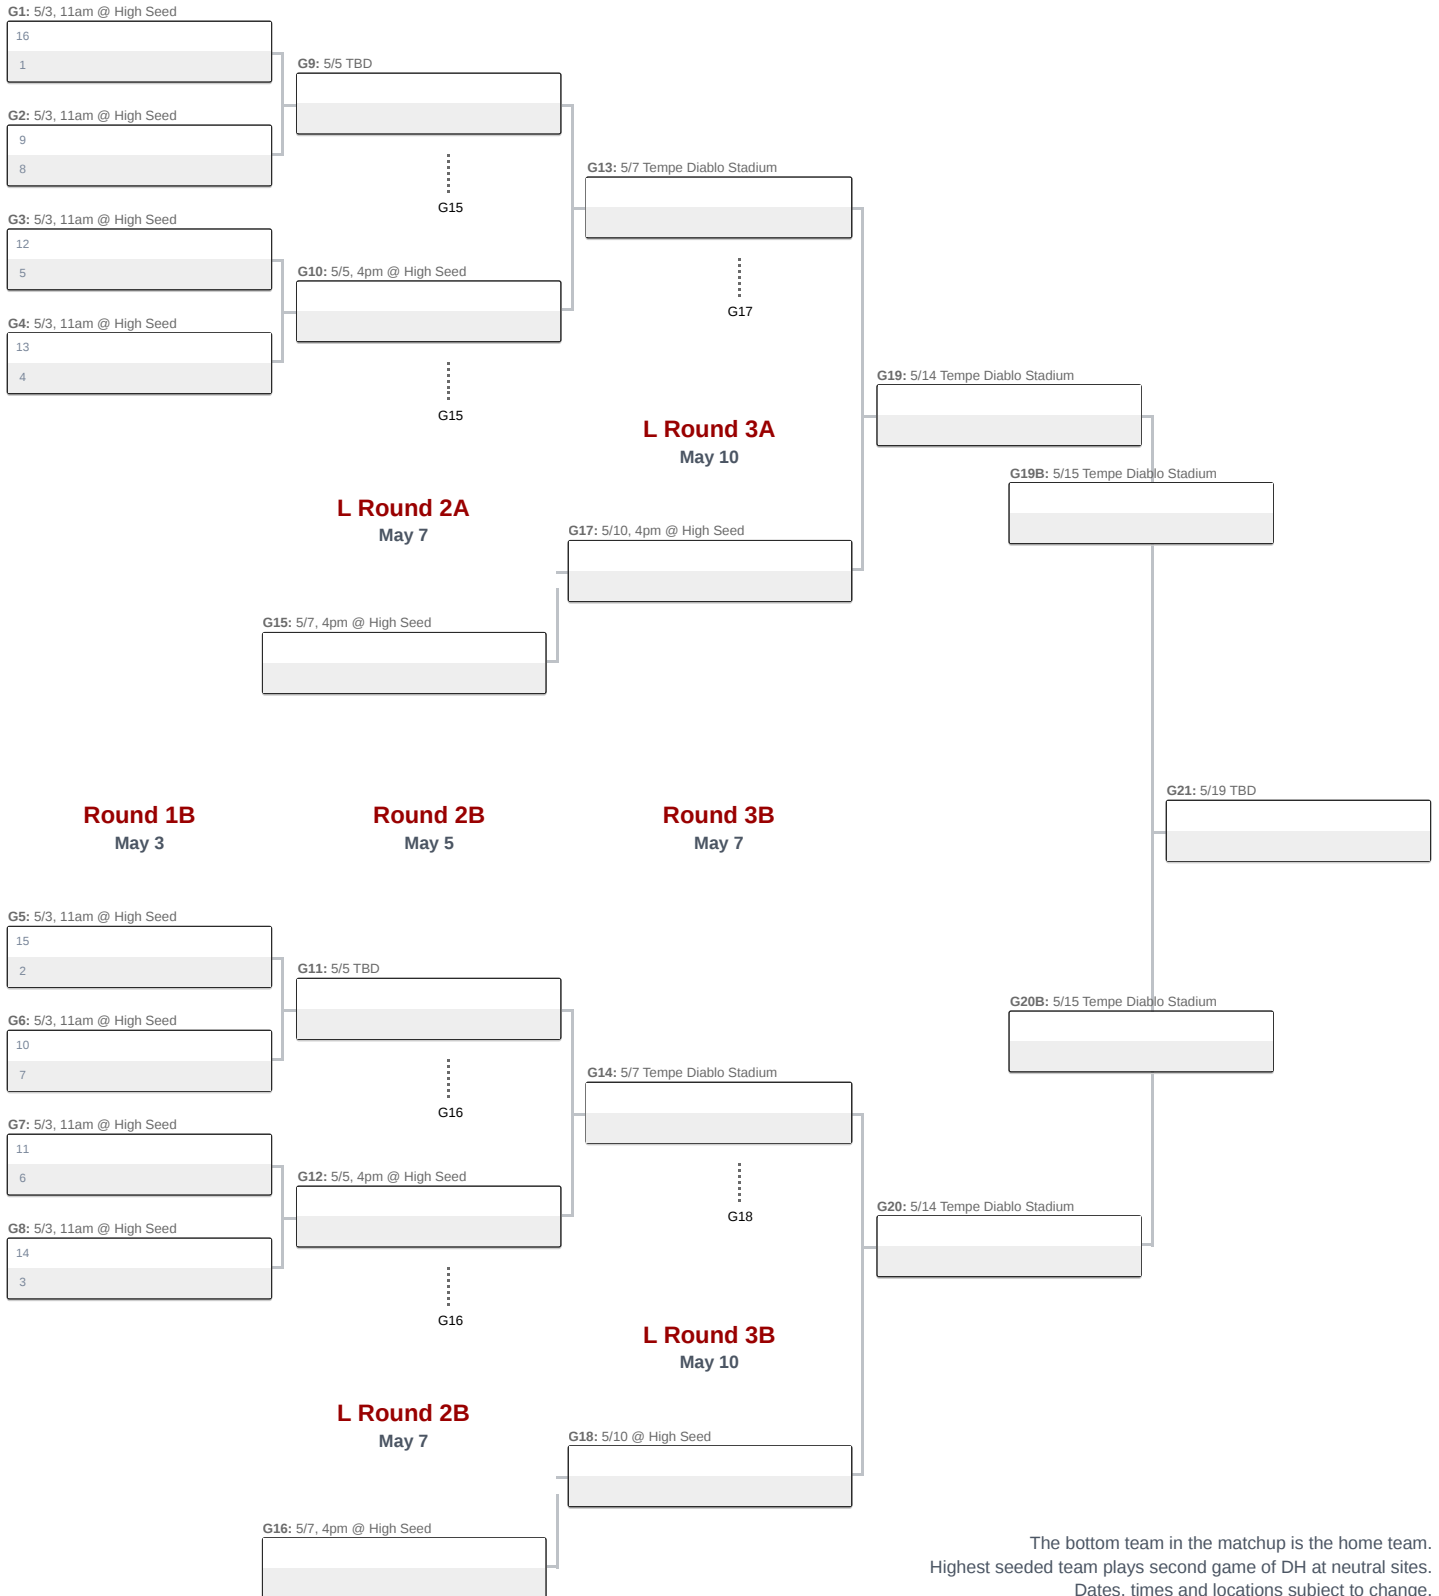 G1: 5/3, 11am @ High Seed
16
1
G9: 5/5 TBD
G2: 5/3, 11am @ High Seed
9
8
G13: 5/7 Tempe Diablo Stadium
G15
G3: 5/3, 11am @ High Seed
12
5
G10: 5/5, 4pm @ High Seed
G17
G4: 5/3, 11am @ High Seed
13
4
G19: 5/14 Tempe Diablo Stadium
G15
L Round 3A
May 10
G19B: 5/15 Tempe Diablo Stadium
L Round 2A
May 7
G17: 5/10, 4pm @ High Seed
G15: 5/7, 4pm @ High Seed
G21: 5/19 TBD
Round 1B
May 3
Round 2B
May 5
Round 3B
May 7
G5: 5/3, 11am @ High Seed
15
2
G11: 5/5 TBD
G20B: 5/15 Tempe Diablo Stadium
G6: 5/3, 11am @ High Seed
10
7
G14: 5/7 Tempe Diablo Stadium
G16
G7: 5/3, 11am @ High Seed
11
6
G12: 5/5, 4pm @ High Seed
G18
G20: 5/14 Tempe Diablo Stadium
G8: 5/3, 11am @ High Seed
14
3
G16
L Round 3B
May 10
L Round 2B
May 7
G18: 5/10 @ High Seed
G16: 5/7, 4pm @ High Seed
The bottom team in the matchup is the home team.
Highest seeded team plays second game of DH at neutral sites.
Dates, times and locations subject to change.